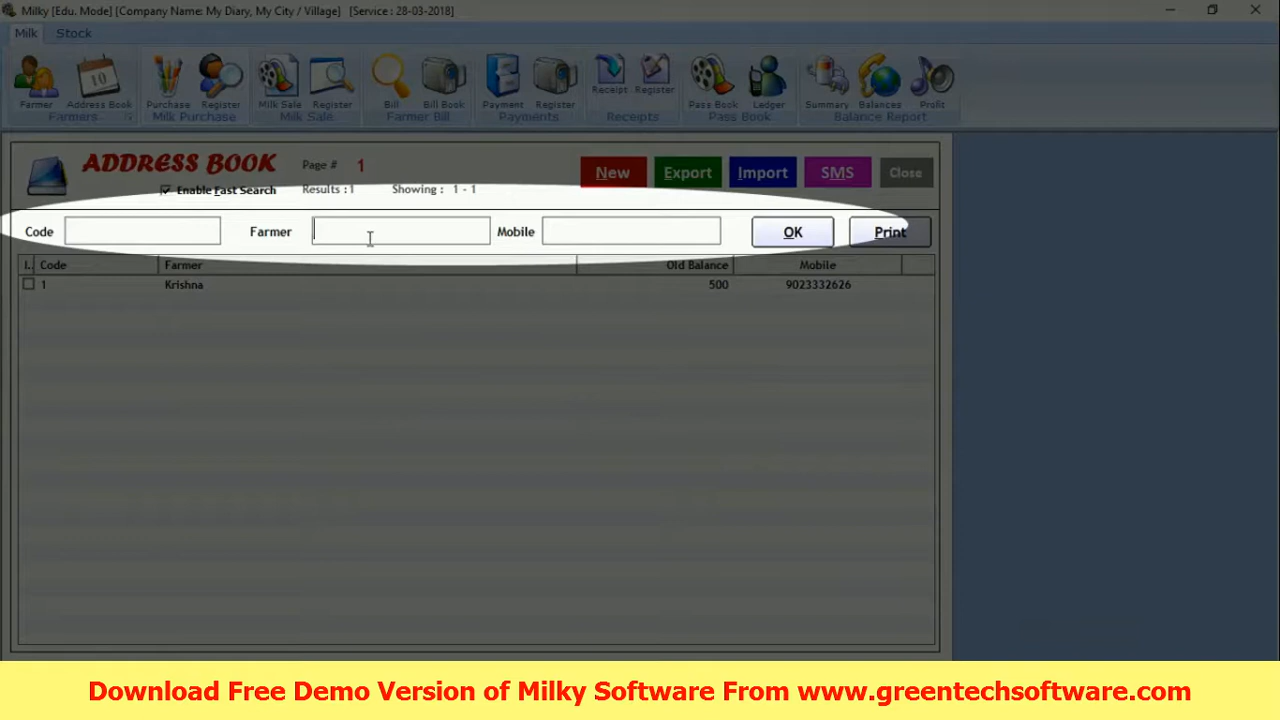 Milky [Edu. Mode] [Company Name: My Diary, My City / Village] [Service : 28-03-2018]
Milk Stock
Farmer Address Book Purchase Register Milk Sale Register Bill Bill Book Payment Register Receipt Register Pass Book Ledger Summary Balances Profit
Farmers Milk Purchase Milk Sale Farmer Bill Payments Receipts Pass Book Balance Report
10
ADDRESS BOOK Page # 1 New Export Import SMS Close
Enable Fast Search Results :1 Showing : 1 - 1
Code Farmer Mobile OK Print
I.. Code Farmer Old Balance Mobile
1 Krishna 500 9023332626
Download Free Demo Version of Milky Software From www.greentechsoftware.com